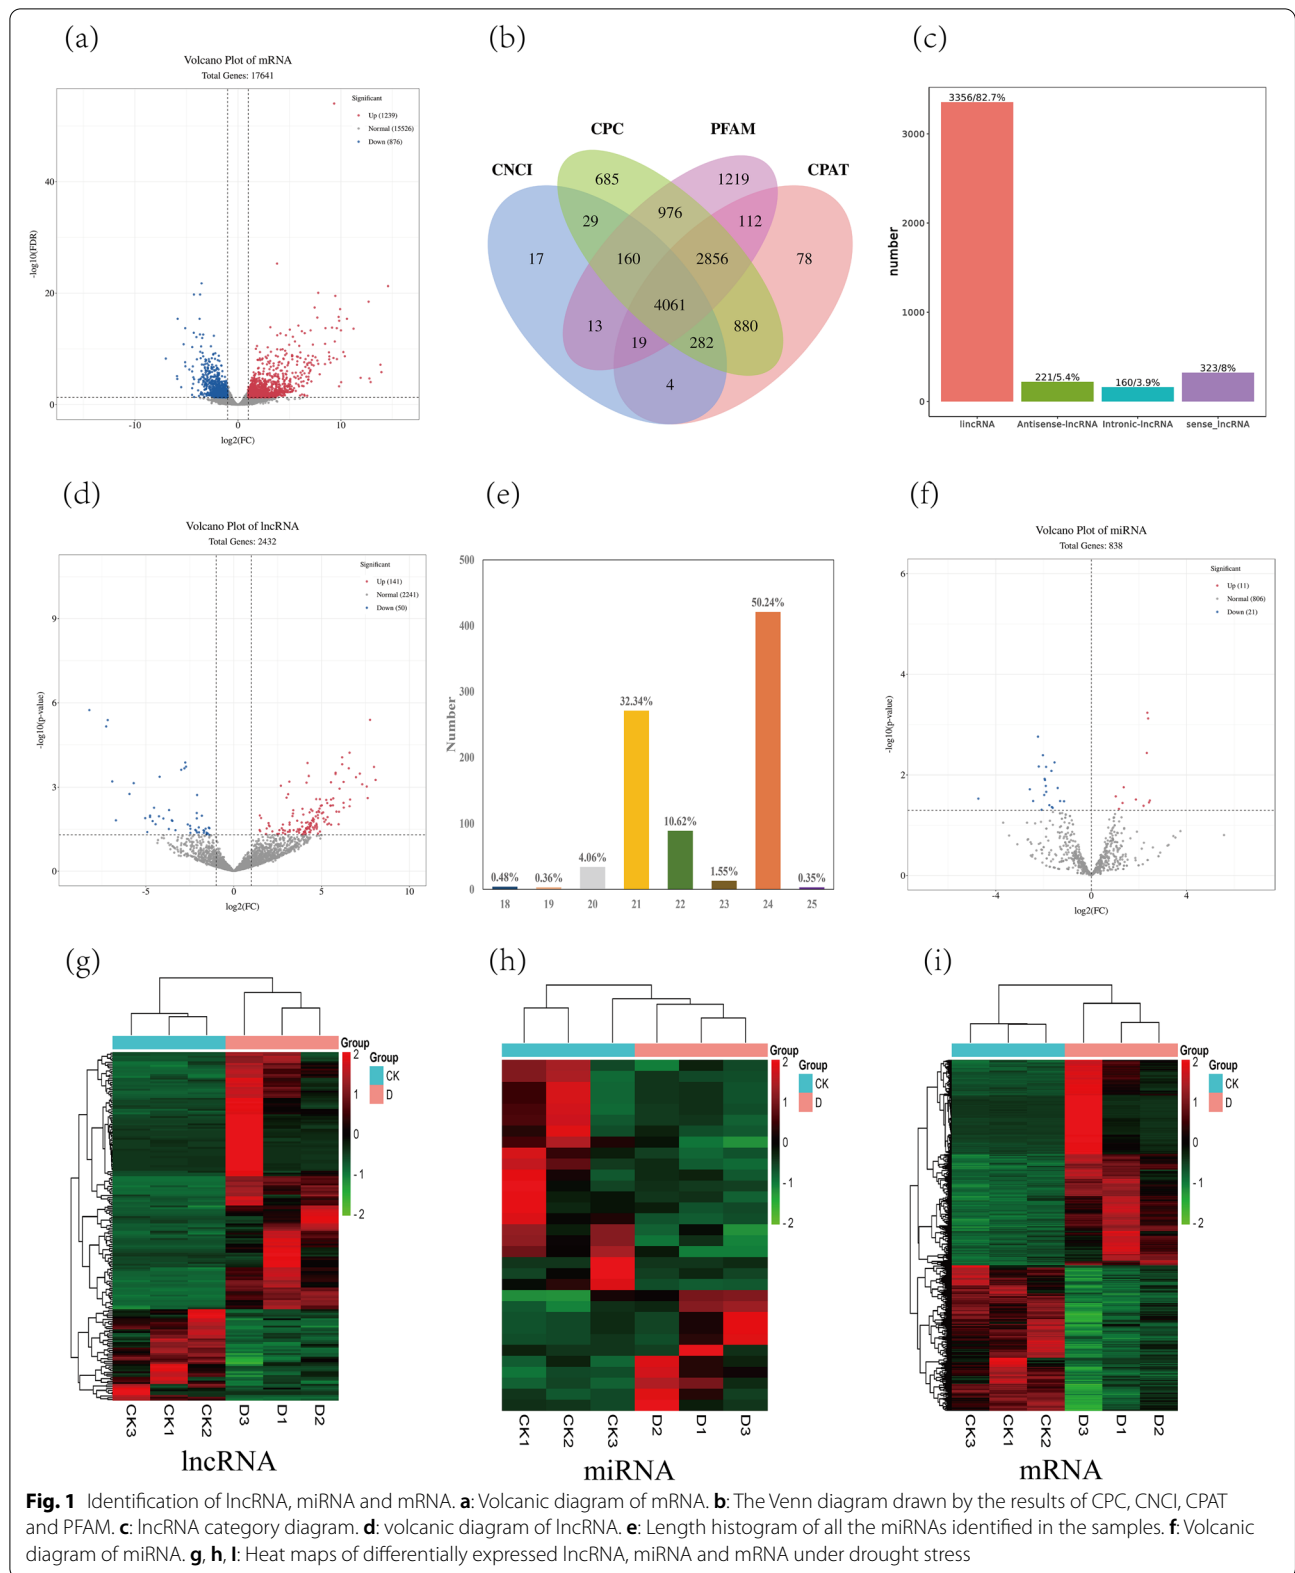 (a)
Volcano Plot of mRNA
Total Genes: 17641
Significant
Up (1239)
Normal (15526)
Down (876)
-log10(FDR)
40
20
0
-10
0
10
log2(FC)
(b)
CNCI
CPC
PFAM
CPAT
685
1219
29
976
112
17
160
2856
78
4061
13
880
19
282
4
(c)
number
3000
2000
1000
0
3356/82.7%
221/5.4%
160/3.9%
323/8%
lincRNA
Antisense-lncRNA
Intronic-lncRNA
sense_lncRNA
(d)
Volcano Plot of lncRNA
Total Genes: 2432
Significant
Up (141)
Normal (2241)
Down (50)
-log10(p-value)
9
6
3
0
-5
0
5
10
log2(FC)
(e)
Number
500
400
300
200
100
0
0.48%
0.36%
4.06%
32.34%
10.62%
1.55%
50.24%
0.35%
18
19
20
21
22
23
24
25
(f)
Volcano Plot of miRNA
Total Genes: 838
Significant
Up (11)
Normal (806)
Down (21)
-log10(p-value)
6
4
2
0
-4
0
4
log2(FC)
(g)
Group
2
1
0
-1
-2
Group
CK
D
CK3
CK1
CK2
D3
D1
D2
lncRNA
(h)
Group
2
1
0
-1
-2
Group
CK
D
CK1
CK2
CK3
D2
D1
D3
miRNA
(i)
Group
2
1
0
-1
-2
Group
CK
D
CK3
CK1
CK2
D3
D1
D2
mRNA
Fig. 1 Identification of lncRNA, miRNA and mRNA. a: Volcanic diagram of mRNA. b: The Venn diagram drawn by the results of CPC, CNCI, CPAT
and PFAM. c: lncRNA category diagram. d: volcanic diagram of lncRNA. e: Length histogram of all the miRNAs identified in the samples. f: Volcanic
diagram of miRNA. g, h, I: Heat maps of differentially expressed lncRNA, miRNA and mRNA under drought stress